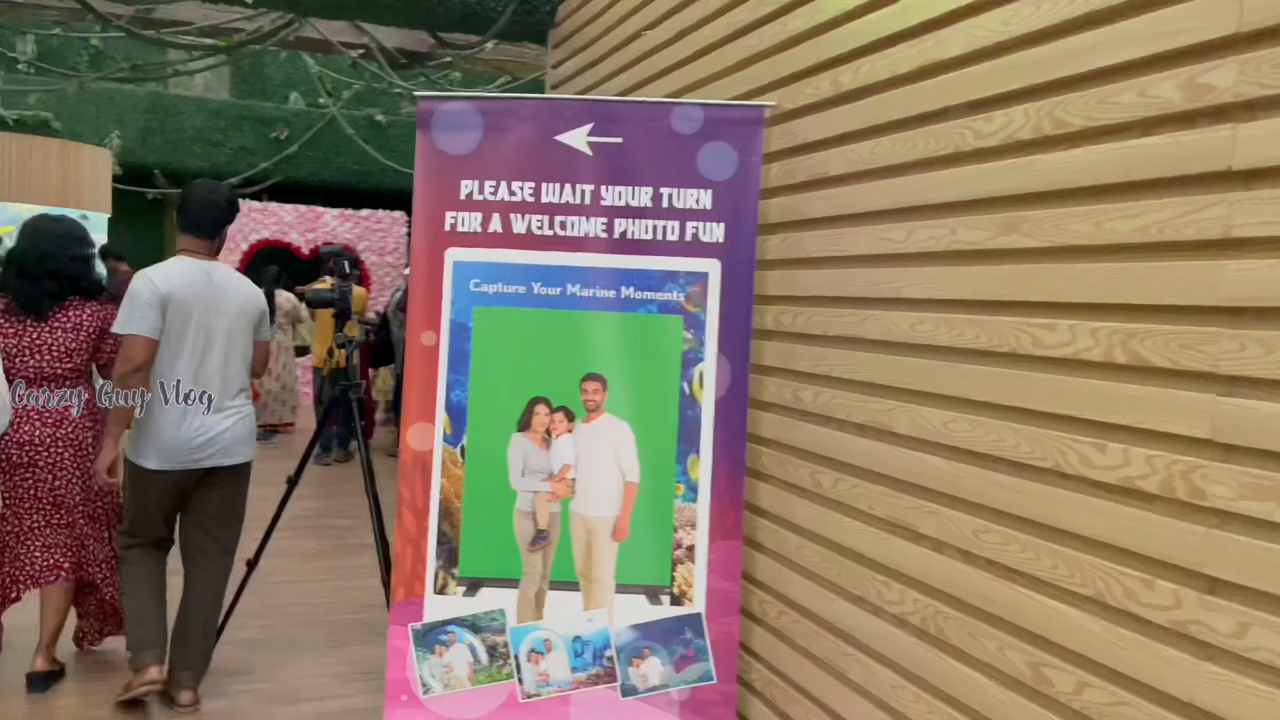 PLEASE WAIT YOUR TURN
FOR A WELCOME PHOTO FUN
Capture Your Marine Moments
Carzy Guy Vlog